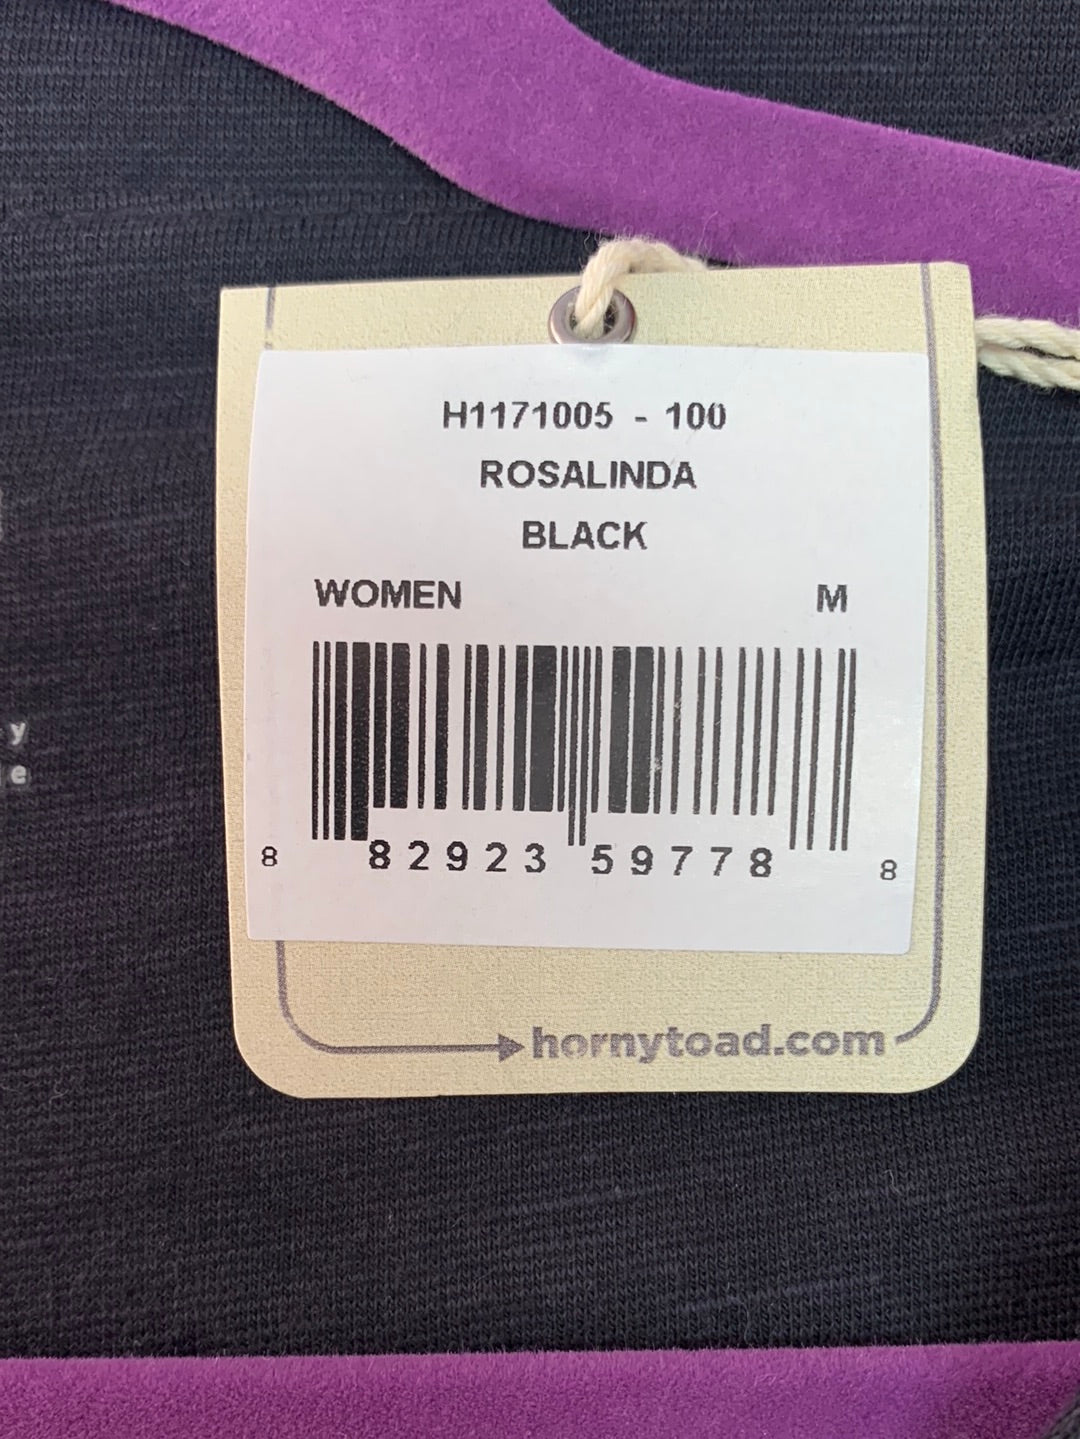 H1171005 - 100
ROSALINDA
BLACK
WOMEN M
8 82923 59778 8
hornytoad.com
y
e